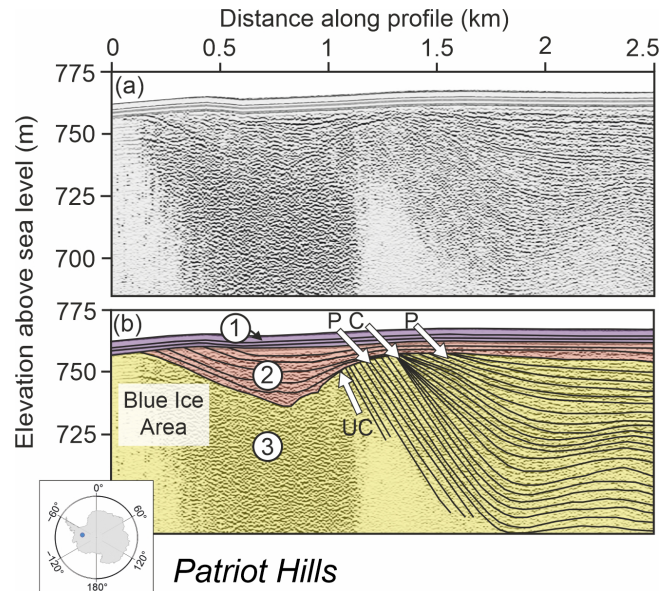 Distance along profile (km)
0 0.5 1 1.5 2 2.5
Elevation above sea level (m)
775
750
725
700
(a)
775
750
725
(b)
1
P C P
2
UC
Blue Ice
Area
3
0°
−60° 60°
−120° 120°
180°
Patriot Hills